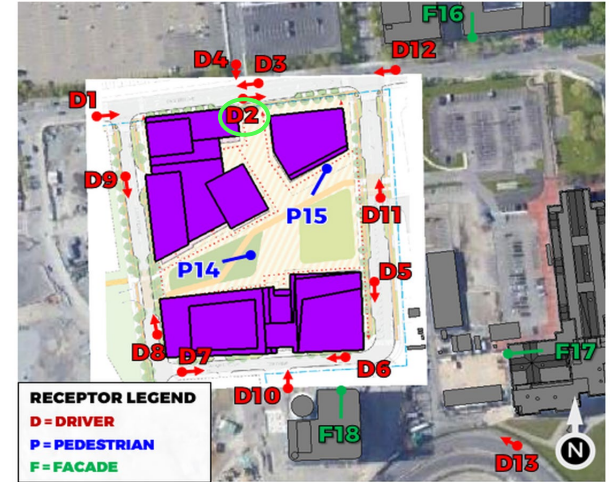 F16
D4
D3
D12
D1
D2
D9
P15
D11
P14
D5
D8
D7
D6
F17
D10
F18
D13
N
RECEPTOR LEGEND
D = DRIVER
P = PEDESTRIAN
F = FACADE